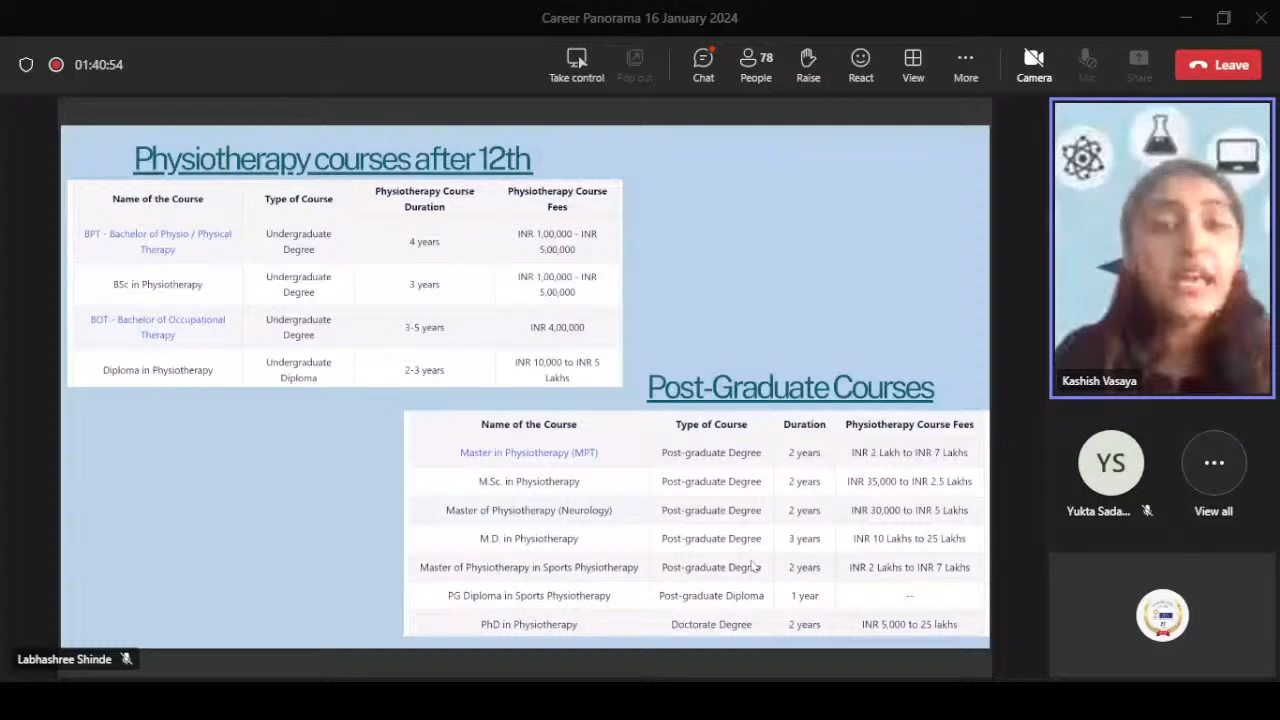 Career Panorama 16 January 2024
01:40:54
Take control
Pop out
Chat
78
People
Raise
React
View
More
Camera
Mic
Share
Leave
Physiotherapy courses after 12th
Name of the Course Type of Course Physiotherapy Course Duration Physiotherapy Course Fees
BPT - Bachelor of Physio / Physical Therapy Undergraduate Degree 4 years INR 1,00,000 - INR 5,00,000
BSc in Physiotherapy Undergraduate Degree 3 years INR 1,00,000 - INR 5,00,000
BOT - Bachelor of Occupational Therapy Undergraduate Degree 3-5 years INR 4,00,000
Diploma in Physiotherapy Undergraduate Diploma 2-3 years INR 10,000 to INR 5 Lakhs
Post-Graduate Courses
Name of the Course Type of Course Duration Physiotherapy Course Fees
Master in Physiotherapy (MPT) Post-graduate Degree 2 years INR 2 Lakh to INR 7 Lakhs
M.Sc. in Physiotherapy Post-graduate Degree 2 years INR 35,000 to INR 2.5 Lakhs
Master of Physiotherapy (Neurology) Post-graduate Degree 2 years INR 30,000 to INR 5 Lakhs
M.D. in Physiotherapy Post-graduate Degree 3 years INR 10 Lakhs to 25 Lakhs
Master of Physiotherapy in Sports Physiotherapy Post-graduate Degree 2 years INR 2 Lakhs to INR 7 Lakhs
PG Diploma in Sports Physiotherapy Post-graduate Diploma 1 year --
PhD in Physiotherapy Doctorate Degree 2 years INR 5,000 to 25 lakhs
Kashish Vasaya
YS
Yukta Sada...
View all
Labhashree Shinde